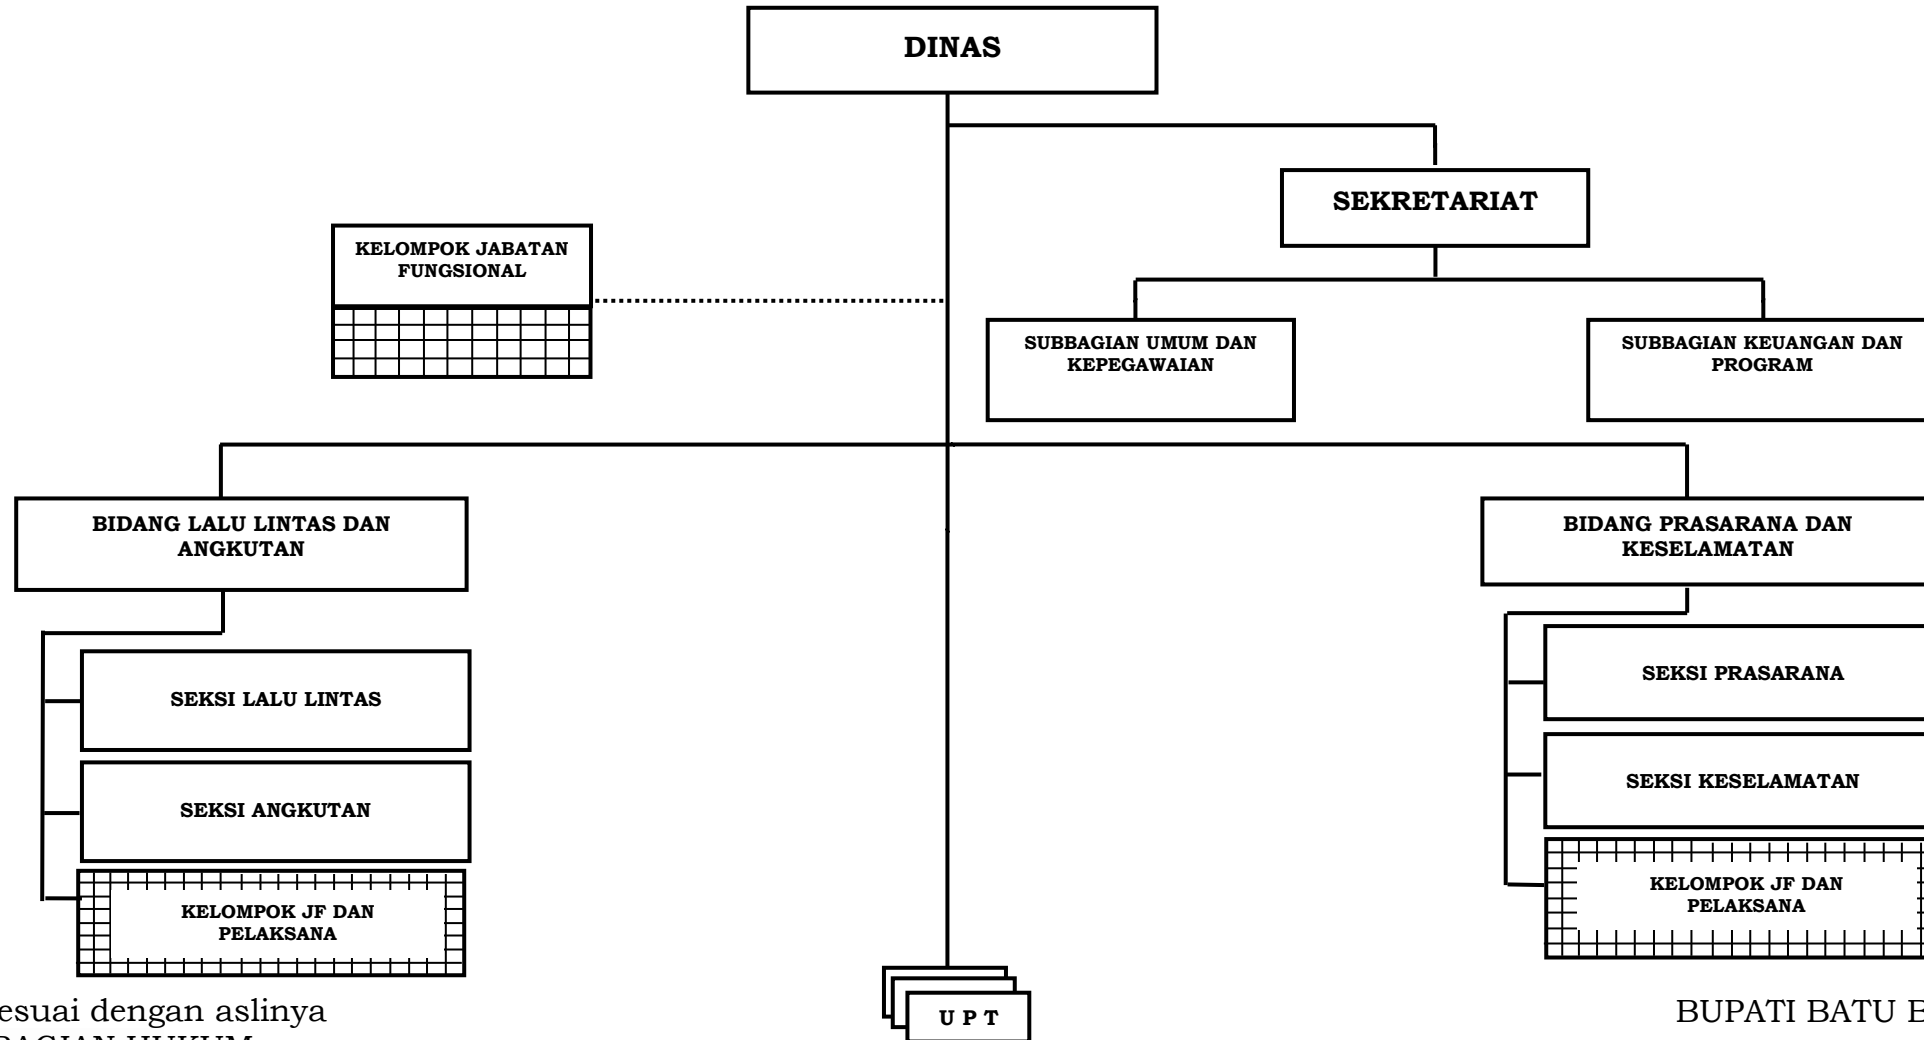 DINAS
SEKRETARIAT
KELOMPOK JABATAN
FUNGSIONAL
SUBBAGIAN UMUM DAN
KEPEGAWAIAN
SUBBAGIAN KEUANGAN DAN
PROGRAM
BIDANG LALU LINTAS DAN
ANGKUTAN
BIDANG PRASARANA DAN
KESELAMATAN
SEKSI LALU LINTAS
SEKSI PRASARANA
SEKSI ANGKUTAN
SEKSI KESELAMATAN
KELOMPOK JF DAN
PELAKSANA
KELOMPOK JF DAN
PELAKSANA
U P T
esuai dengan aslinya
BAGIAN HUKUM
BUPATI BATU B